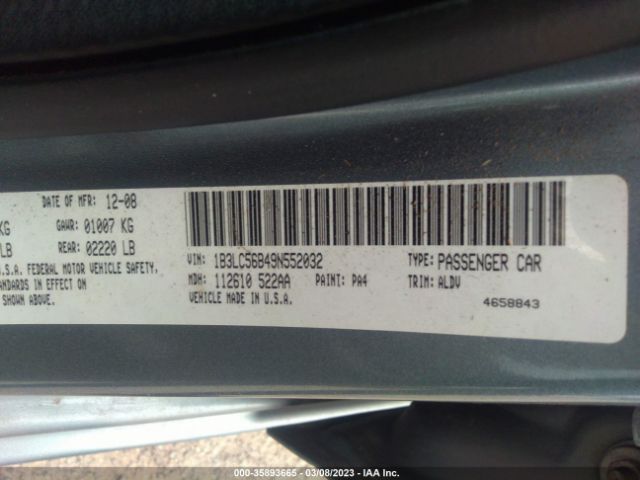 DATE OF MFR: 12-08
KG GAWR: 01007 KG
LB REAR: 02220 LB
U.S.A. FEDERAL MOTOR VEHICLE SAFETY,
STANDARDS IN EFFECT ON
SHOWN ABOVE.
VIN: 1B3LC56B49N552032 TYPE: PASSENGER CAR
MDH: 112610 522AA PAINT: PA4 TRIM: ALDV
VEHICLE MADE IN U.S.A. 4658843
000-35893665 - 03/08/2023 - IAA Inc.